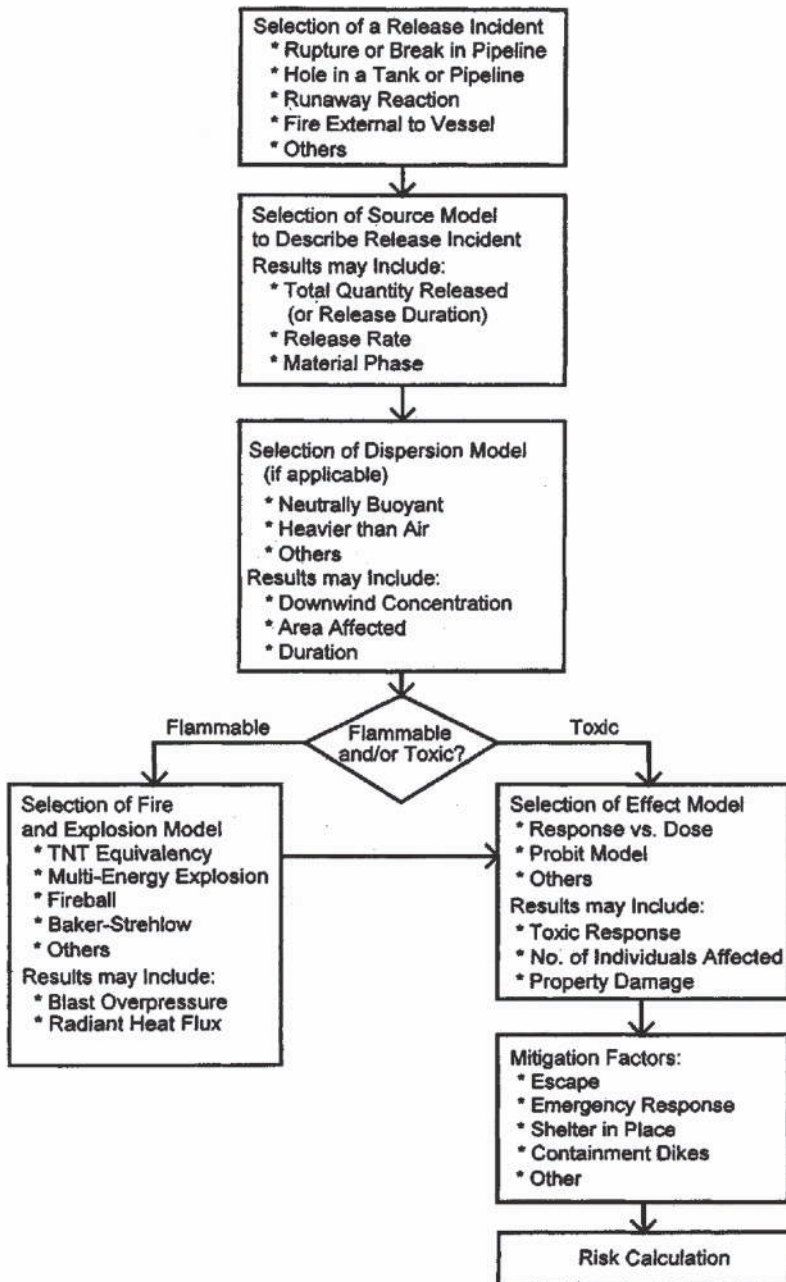 Selection of a Release Incident
* Rupture or Break in Pipeline
* Hole in a Tank or Pipeline
* Runaway Reaction
* Fire External to Vessel
* Others
Selection of Source Model
to Describe Release Incident
Results may Include:
* Total Quantity Released
(or Release Duration)
* Release Rate
* Material Phase
Selection of Dispersion Model
(if applicable)
* Neutrally Buoyant
* Heavier than Air
* Others
Results may Include:
* Downwind Concentration
* Area Affected
* Duration
Flammable
Flammable
and/or Toxic?
Toxic
Selection of Fire
and Explosion Model
* TNT Equivalency
* Multi-Energy Explosion
* Fireball
* Baker-Strehlow
* Others
Results may Include:
* Blast Overpressure
* Radiant Heat Flux
Selection of Effect Model
* Response vs. Dose
* Probit Model
* Others
Results may Include:
* Toxic Response
* No. of Individuals Affected
* Property Damage
Mitigation Factors:
* Escape
* Emergency Response
* Shelter in Place
* Containment Dikes
* Other
Risk Calculation